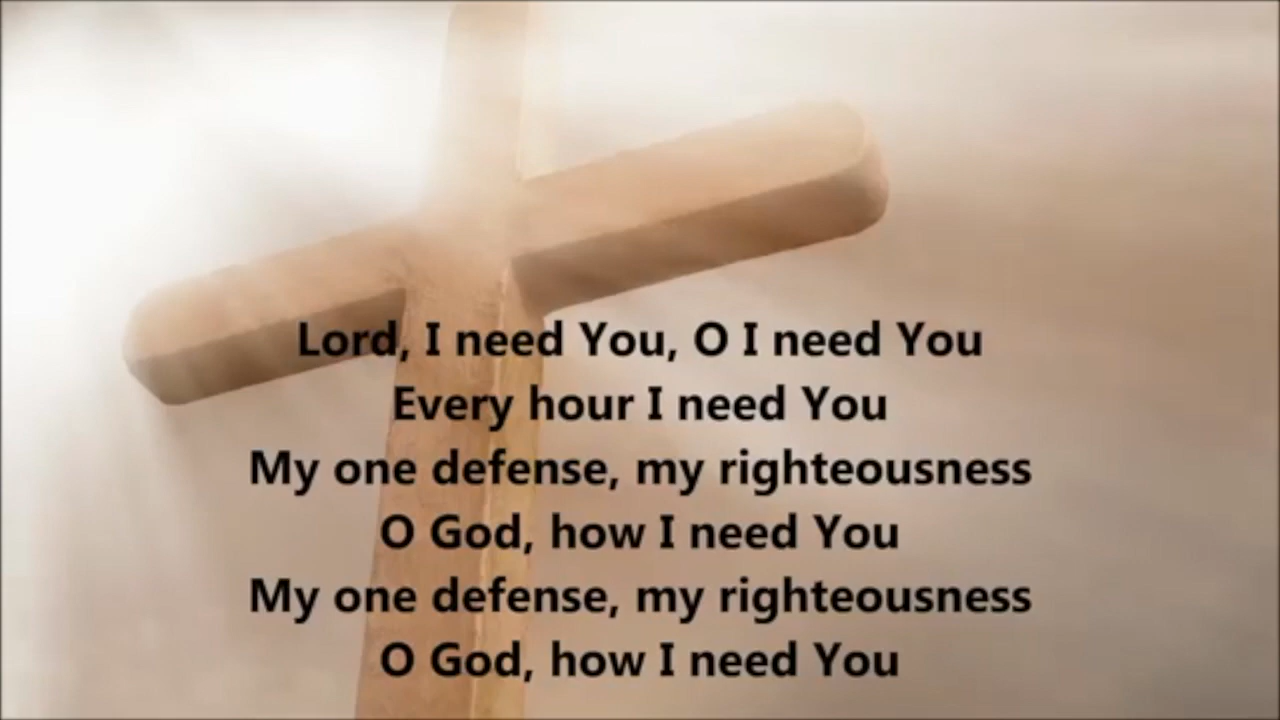 Lord, I need You, O I need You
Every hour I need You
My one defense, my righteousness
O God, how I need You
My one defense, my righteousness
O God, how I need You